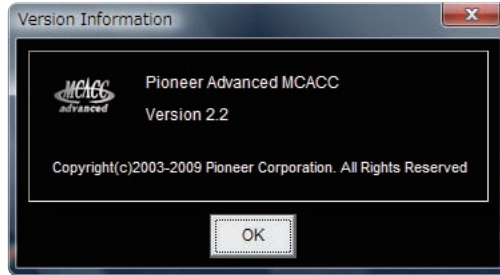 Version Information
MCACC
advanced
Pioneer Advanced MCACC
Version 2.2
Copyright(c)2003-2009 Pioneer Corporation. All Rights Reserved
OK